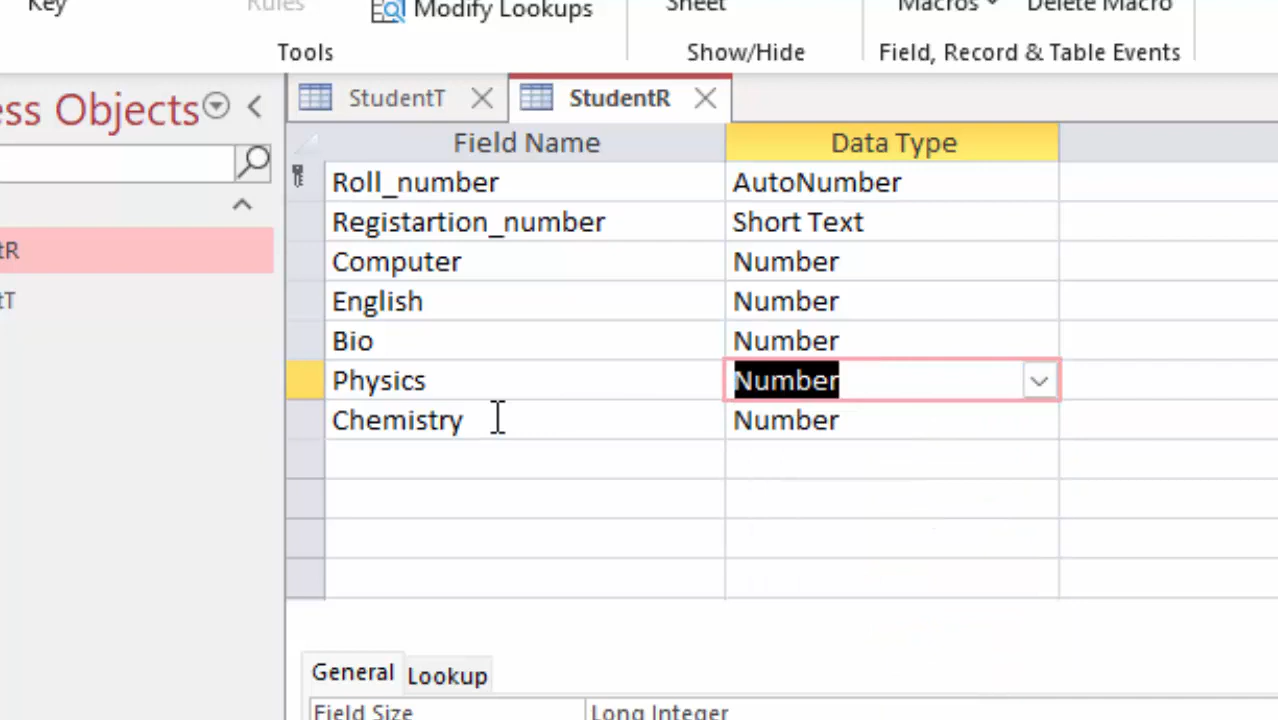 Key
Rules
Modify Lookups
Sheet
Macros
Delete Macro
Tools
Show/Hide
Field, Record & Table Events
ess Objects
StudentT
StudentR
Field Name
Data Type
Roll_number
AutoNumber
Registartion_number
Short Text
tR
Computer
Number
English
Number
tT
Bio
Number
Physics
Number
Chemistry
Number
General
Lookup
Field Size
Long Integer